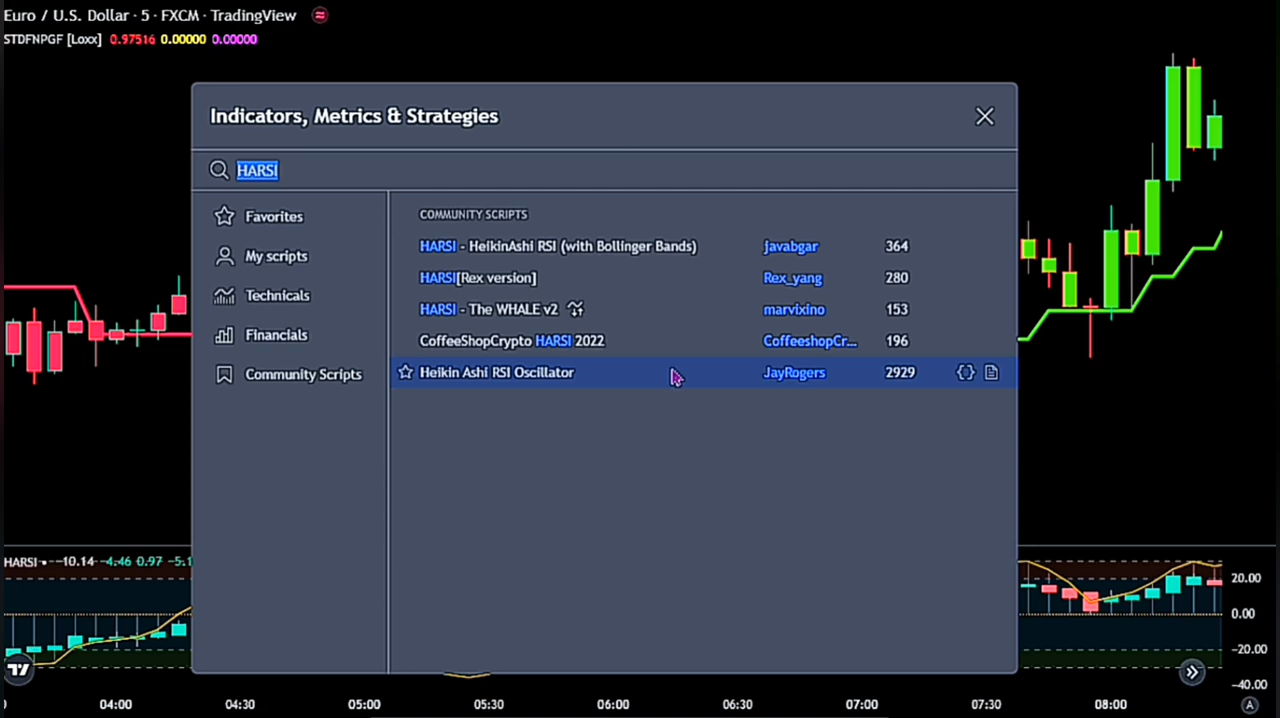 Euro / U.S. Dollar · 5 · FXCM · TradingView
STDFNPGF [Loxx] 0.97516 0.00000 0.00000
Indicators, Metrics & Strategies
HARSI
Favorites
My scripts
Technicals
Financials
Community Scripts
COMMUNITY SCRIPTS
HARSI - HeikinAshi RSI (with Bollinger Bands) javabgar 364
HARSI[Rex version] Rex_yang 280
HARSI - The WHALE v2 marvixino 153
CoffeeShopCrypto HARSI 2022 CoffeeshopCr... 196
Heikin Ashi RSI Oscillator JayRogers 2929
HARSI -10.14 -4.46 0.97 -5.1
20.00
0.00
-20.00
-40.00
04:00 04:30 05:00 05:30 06:00 06:30 07:00 07:30 08:00 A